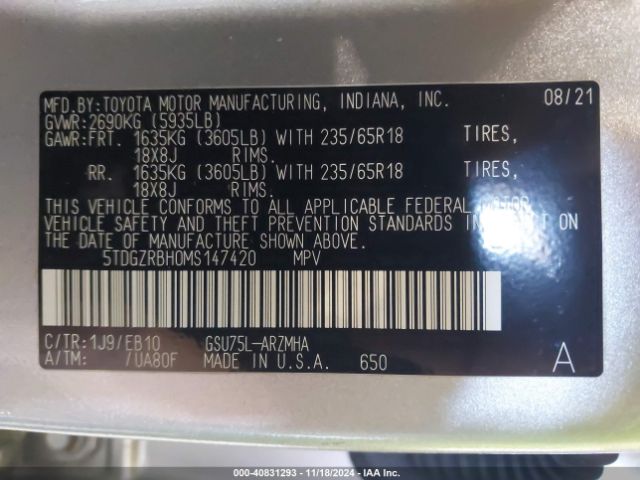 MFD.BY:TOYOTA MOTOR MANUFACTURING, INDIANA, INC. 08/21
GVWR:2690KG (5935LB)
GAWR:FRT. 1635KG (3605LB) WITH 235/65R18 TIRES,
18X8J RIMS.
RR. 1635KG (3605LB) WITH 235/65R18 TIRES,
18X8J RIMS.
THIS VEHICLE CONFORMS TO ALL APPLICABLE FEDERAL MOTOR
VEHICLE SAFETY AND THEFT PREVENTION STANDARDS IN EFFECT ON
THE DATE OF MANUFACTURE SHOWN ABOVE.
5TDGZRBH0MS147420 MPV
C/TR:1J9/EB10 GSU75L-ARZMHA
A/TM: /UA80F MADE IN U.S.A. 650 A
000-40831293 - 11/18/2024 - IAA Inc.